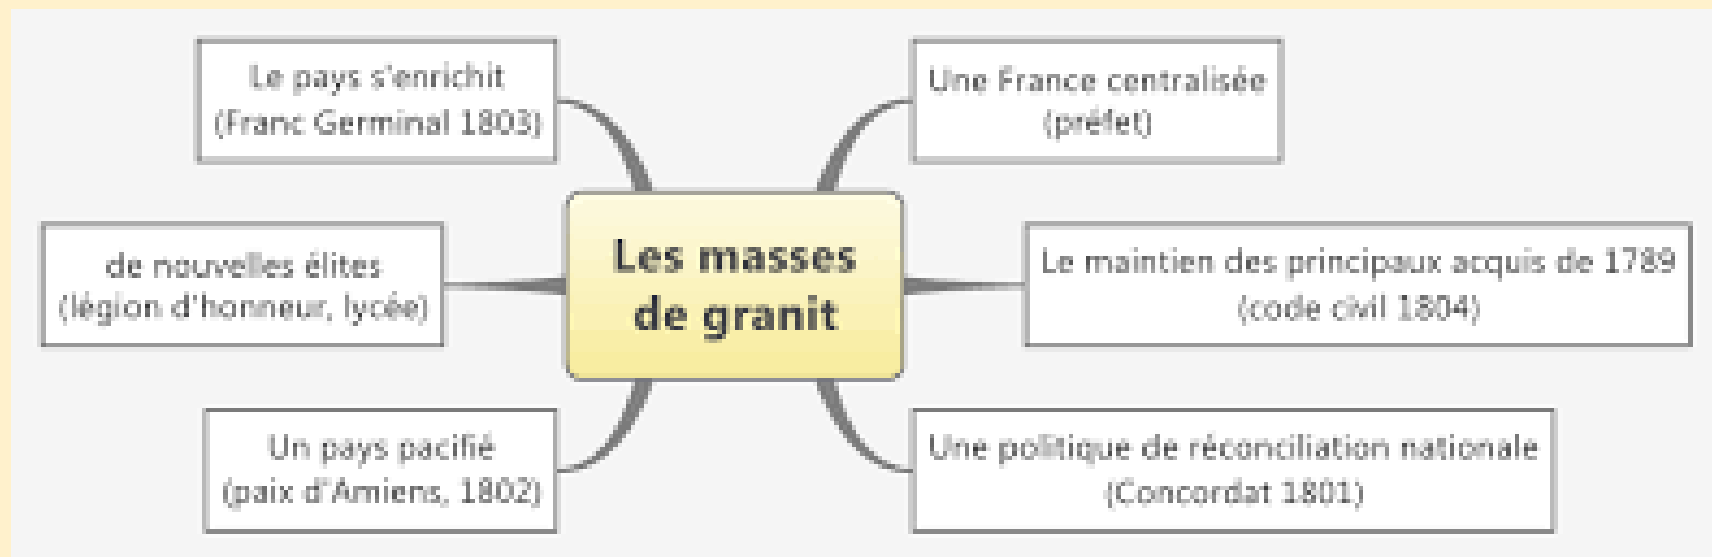 Le pays s'enrichit
(Franc Germinal 1803)
Une France centralisée
(préfet)
de nouvelles élites
(légion d'honneur, lycée)
Les masses
de granit
Le maintien des principaux acquis de 1789
(code civil 1804)
Un pays pacifié
(paix d'Amiens, 1802)
Une politique de réconciliation nationale
(Concordat 1801)